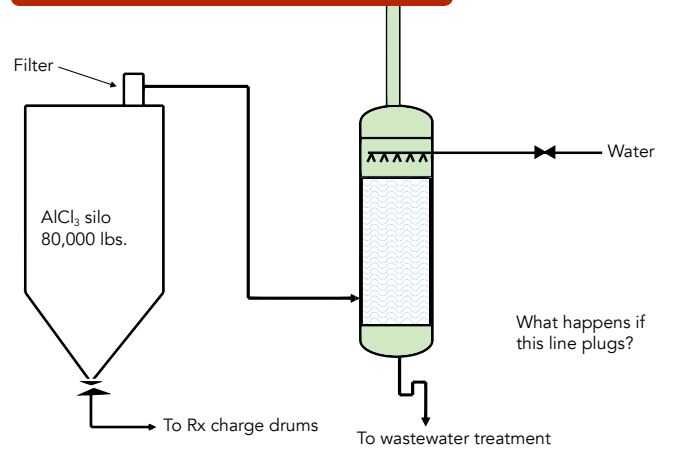 Filter
Water
AlCl₃ silo
80,000 lbs.
What happens if
this line plugs?
To Rx charge drums
To wastewater treatment